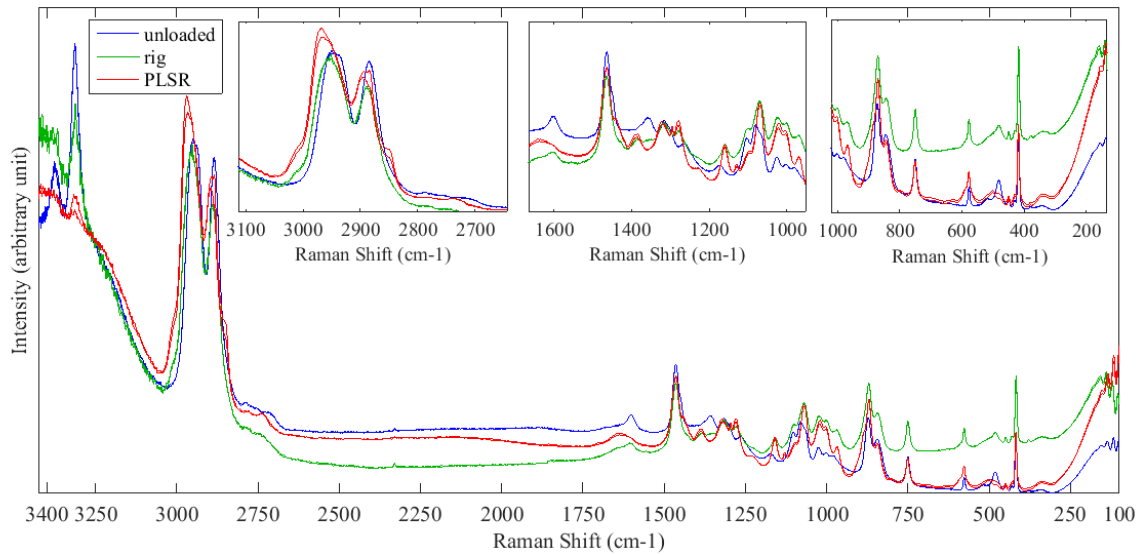 unloaded
rig
PLSR
3100 3000 2900 2800 2700
Raman Shift (cm-1)
1600 1400 1200 1000
Raman Shift (cm-1)
1000 800 600 400 200
Raman Shift (cm-1)
Intensity (arbitrary unit)
3400 3250 3000 2750 2500 2250 2000 1750 1500 1250 1000 750 500 250 100
Raman Shift (cm-1)